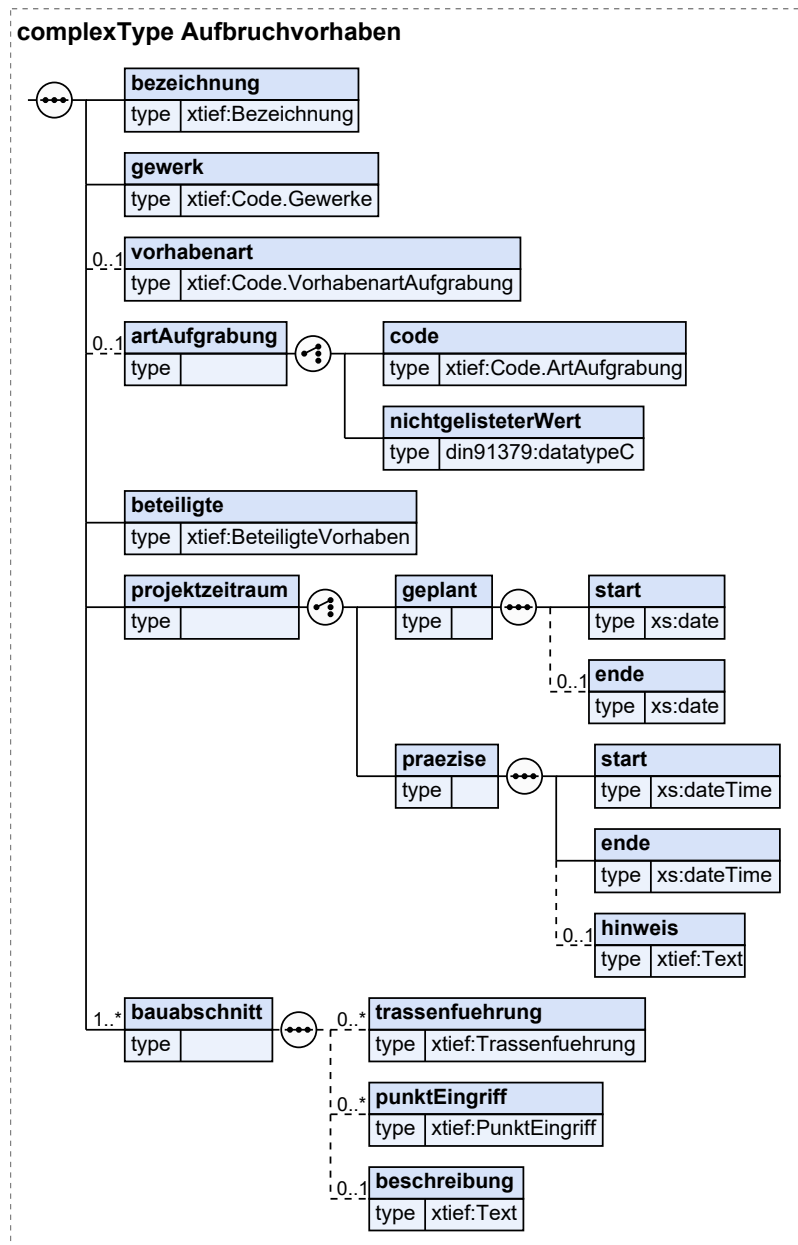 complexType Aufbruchvorhaben
bezeichnung
type xtief:Bezeichnung
gewerk
type xtief:Code.Gewerke
0..1 vorhabenart
type xtief:Code.VorhabenartAufgrabung
0..1 artAufgrabung
type
code
type xtief:Code.ArtAufgrabung
nichtgelisteterWert
type din91379:datatypeC
beteiligte
type xtief:BeteiligteVorhaben
projektzeitraum
type
geplant
type
start
type xs:date
0..1 ende
type xs:date
praezise
type
start
type xs:dateTime
ende
type xs:dateTime
0..1 hinweis
type xtief:Text
1..* bauabschnitt
type
0..* trassenfuehrung
type xtief:Trassenfuehrung
0..* punktEingriff
type xtief:PunktEingriff
0..1 beschreibung
type xtief:Text